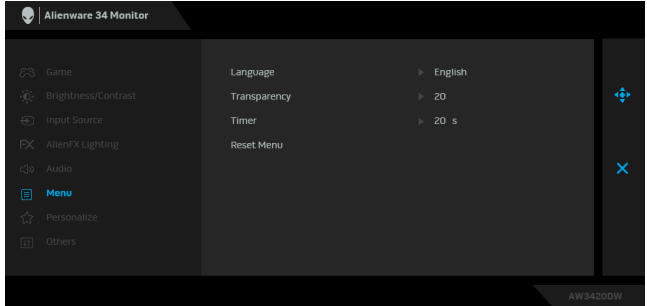 Alienware 34 Monitor
Game
Brightness/Contrast
Input Source
AlienFX Lighting
Audio
Menu
Personalize
Others
Language English
Transparency 20
Timer 20 s
Reset Menu
AW3420DW